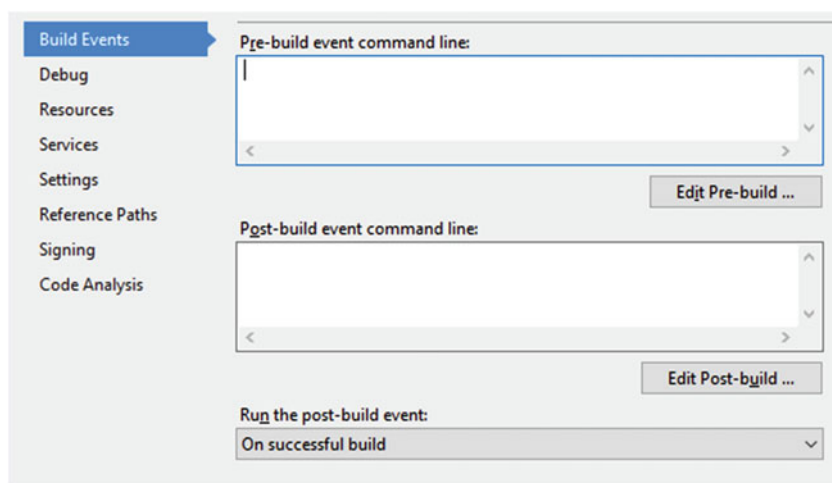 Build Events
Debug
Resources
Services
Settings
Reference Paths
Signing
Code Analysis
Pre-build event command line:
Edit Pre-build ...
Post-build event command line:
Edit Post-build ...
Run the post-build event:
On successful build